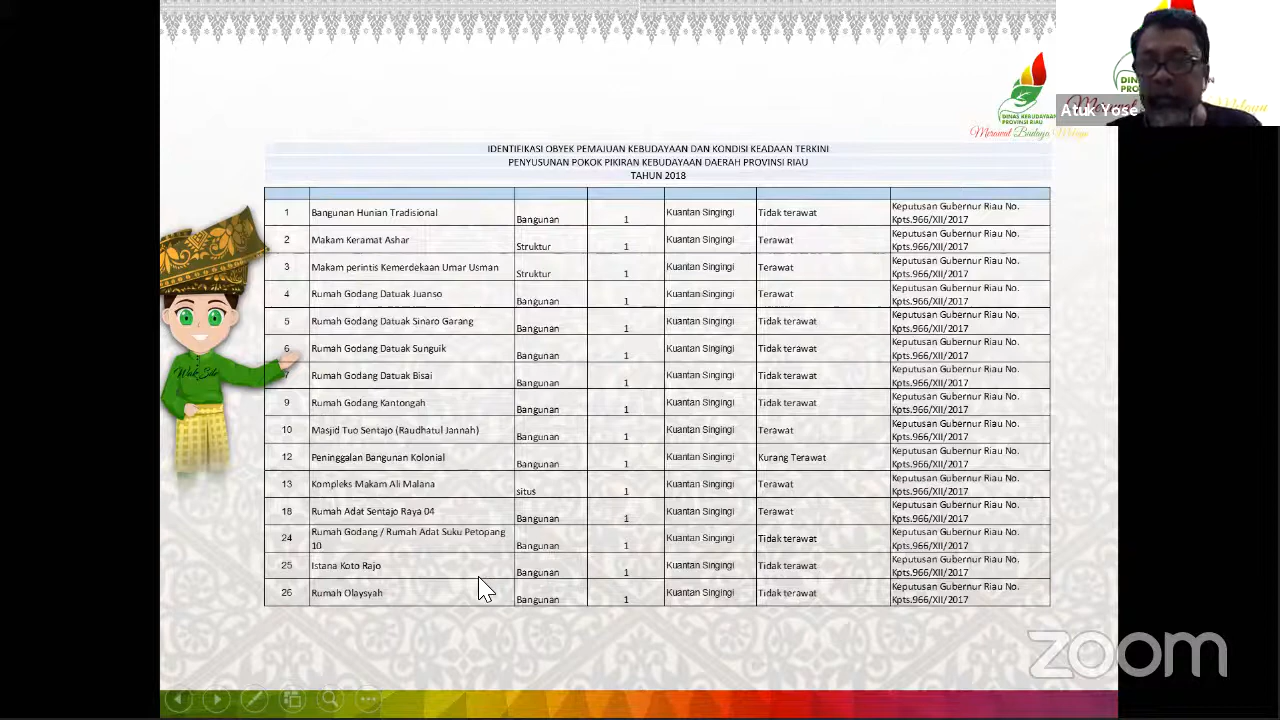 DINAS KEBUDAYAAN
PROVINSI RIAU
Merawat Budaya Melayu
Atuk Yose
IDENTIFIKASI OBYEK PEMAJUAN KEBUDAYAAN DAN KONDISI KEADAAN TERKINI
PENYUSUNAN POKOK PIKIRAN KEBUDAYAAN DAERAH PROVINSI RIAU
TAHUN 2018
1 Bangunan Hunian Tradisional Bangunan 1 Kuantan Singingi Tidak terawat Keputusan Gubernur Riau No.
Kpts.966/XII/2017
2 Makam Keramat Ashar Struktur 1 Kuantan Singingi Terawat Keputusan Gubernur Riau No.
Kpts.966/XII/2017
3 Makam perintis Kemerdekaan Umar Usman Struktur 1 Kuantan Singingi Terawat Keputusan Gubernur Riau No.
Kpts.966/XII/2017
4 Rumah Godang Datuak Juanso Bangunan 1 Kuantan Singingi Terawat Keputusan Gubernur Riau No.
Kpts.966/XII/2017
5 Rumah Godang Datuak Sinaro Garang Bangunan 1 Kuantan Singingi Tidak terawat Keputusan Gubernur Riau No.
Kpts.966/XII/2017
6 Rumah Godang Datuak Sunguik Bangunan 1 Kuantan Singingi Tidak terawat Keputusan Gubernur Riau No.
Kpts.966/XII/2017
7 Rumah Godang Datuak Bisai Bangunan 1 Kuantan Singingi Tidak terawat Keputusan Gubernur Riau No.
Kpts.966/XII/2017
9 Rumah Godang Kantongah Bangunan 1 Kuantan Singingi Tidak terawat Keputusan Gubernur Riau No.
Kpts.966/XII/2017
10 Masjid Tuo Sentajo (Raudhatul Jannah) Bangunan 1 Kuantan Singingi Terawat Keputusan Gubernur Riau No.
Kpts.966/XII/2017
12 Peninggalan Bangunan Kolonial Bangunan 1 Kuantan Singingi Kurang Terawat Keputusan Gubernur Riau No.
Kpts.966/XII/2017
13 Kompleks Makam Ali Malana situs 1 Kuantan Singingi Terawat Keputusan Gubernur Riau No.
Kpts.966/XII/2017
18 Rumah Adat Sentajo Raya 04 Bangunan 1 Kuantan Singingi Terawat Keputusan Gubernur Riau No.
Kpts.966/XII/2017
24 Rumah Godang / Rumah Adat Suku Petopang
10 Bangunan 1 Kuantan Singingi Tidak terawat Keputusan Gubernur Riau No.
Kpts.966/XII/2017
25 Istana Koto Rajo Bangunan 1 Kuantan Singingi Tidak terawat Keputusan Gubernur Riau No.
Kpts.966/XII/2017
26 Rumah Olaysyah Bangunan 1 Kuantan Singingi Tidak terawat Keputusan Gubernur Riau No.
Kpts.966/XII/2017
zoom